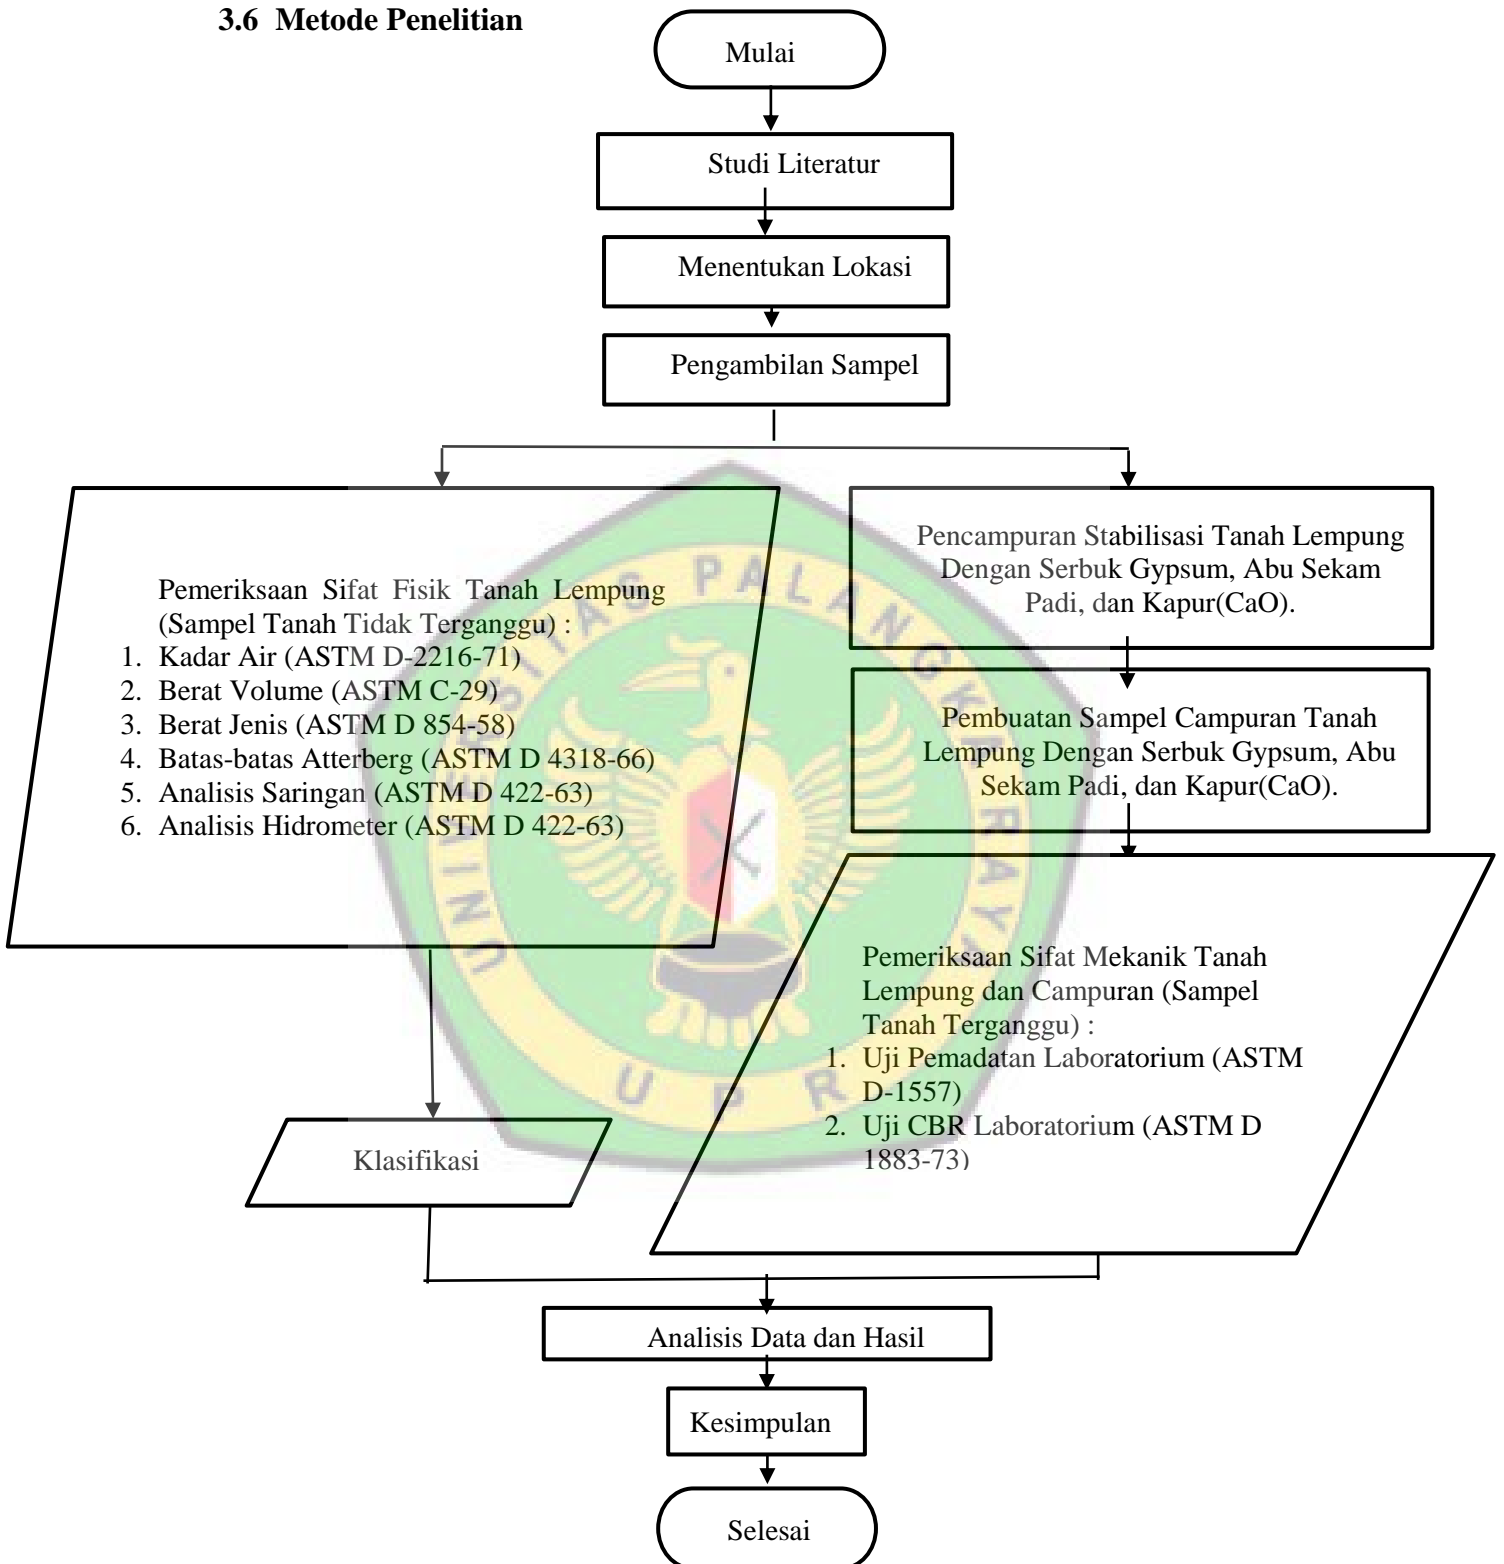 3.6 Metode Penelitian
Mulai
Studi Literatur
Menentukan Lokasi
Pengambilan Sampel
Pemeriksaan Sifat Fisik Tanah Lempung
(Sampel Tanah Tidak Terganggu) :
1. Kadar Air (ASTM D-2216-71)
2. Berat Volume (ASTM C-29)
3. Berat Jenis (ASTM D 854-58)
4. Batas-batas Atterberg (ASTM D 4318-66)
5. Analisis Saringan (ASTM D 422-63)
6. Analisis Hidrometer (ASTM D 422-63)
Klasifikasi
Pencampuran Stabilisasi Tanah Lempung
Dengan Serbuk Gypsum, Abu Sekam
Padi, dan Kapur(CaO).
Pembuatan Sampel Campuran Tanah
Lempung Dengan Serbuk Gypsum, Abu
Sekam Padi, dan Kapur(CaO).
Pemeriksaan Sifat Mekanik Tanah
Lempung dan Campuran (Sampel
Tanah Terganggu) :
1. Uji Pemadatan Laboratorium (ASTM
D-1557)
2. Uji CBR Laboratorium (ASTM D
1883-73)
Analisis Data dan Hasil
Kesimpulan
Selesai
UNIVERSITAS PALANGKA RAYA
UPR